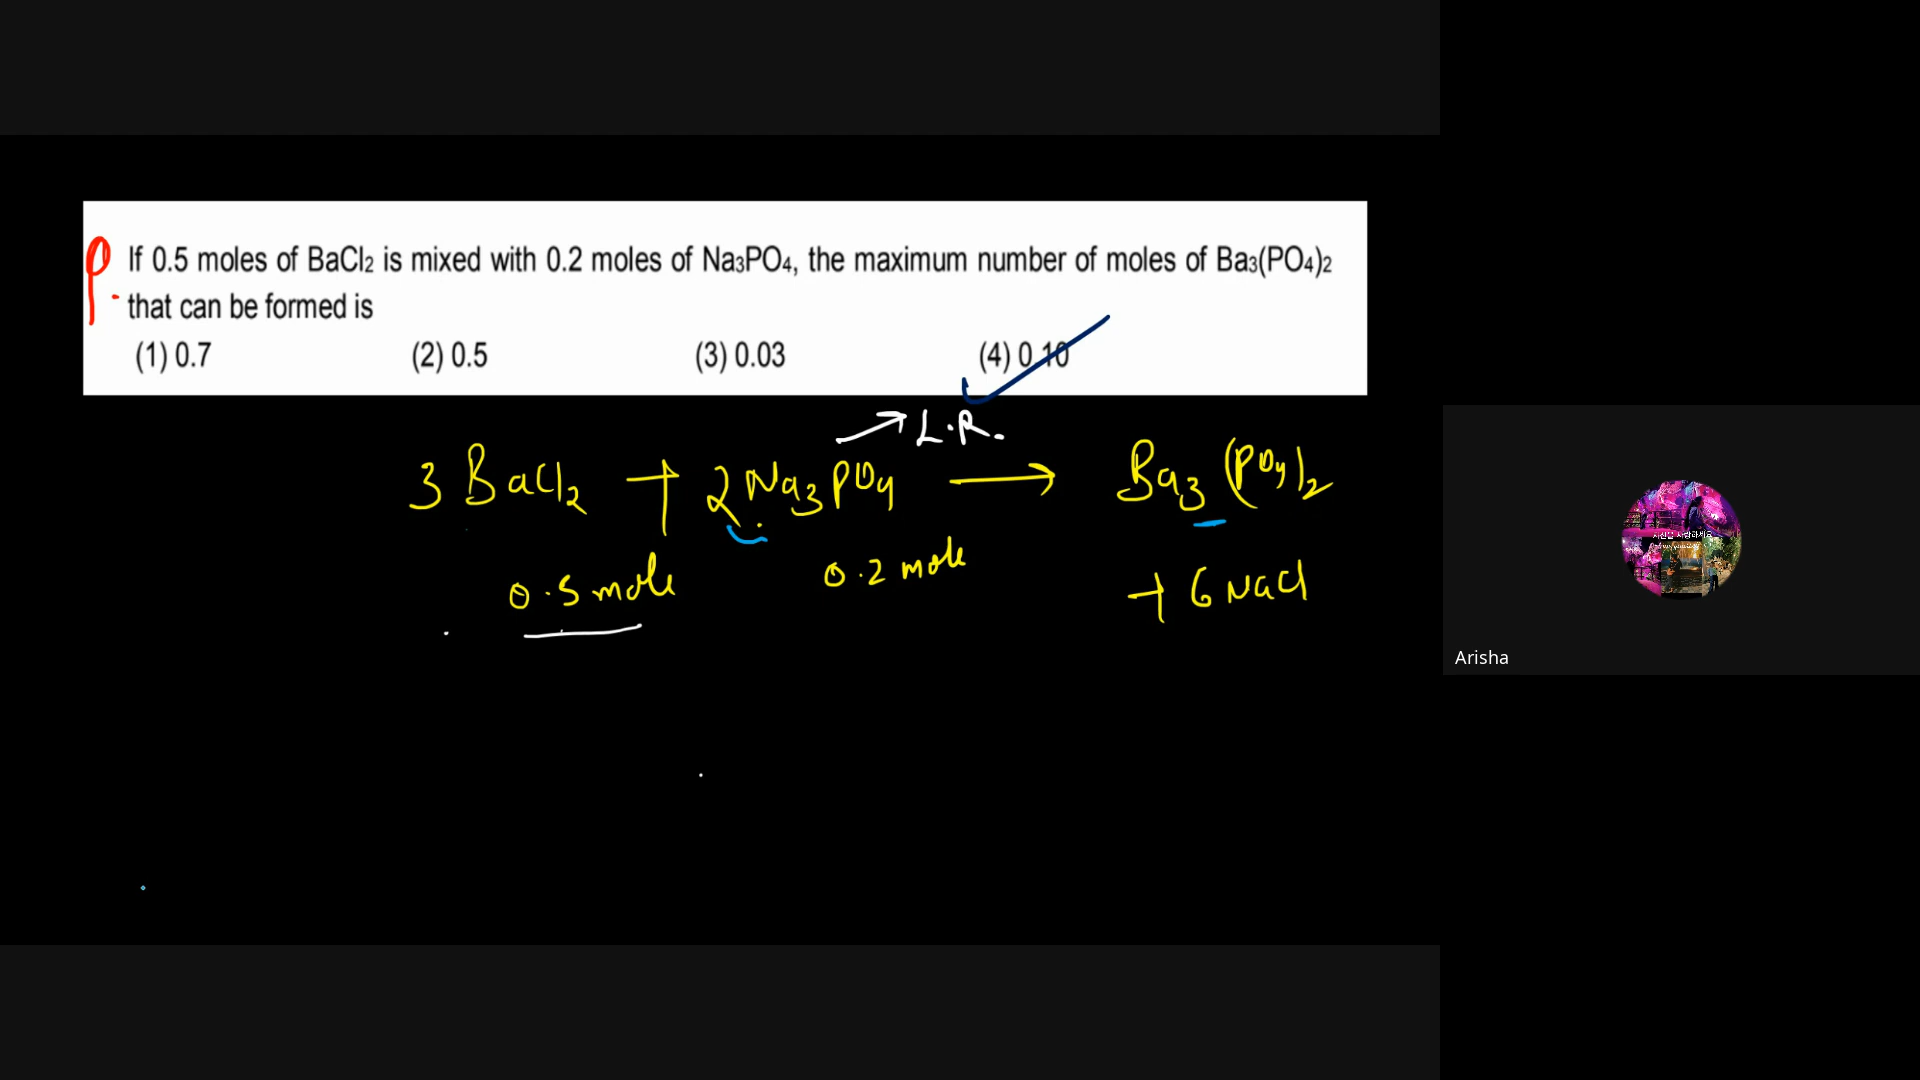 If 0.5 moles of BaCl2 is mixed with 0.2 moles of Na3PO4, the maximum number of moles of Ba3(PO4)2
that can be formed is
(1) 0.7 (2) 0.5 (3) 0.03 (4) 0.10
→ L.R.
3 BaCl2 + 2 Na3PO4 → Ba3(PO4)2
0.5 mole 0.2 mole + 6 NaCl
Arisha